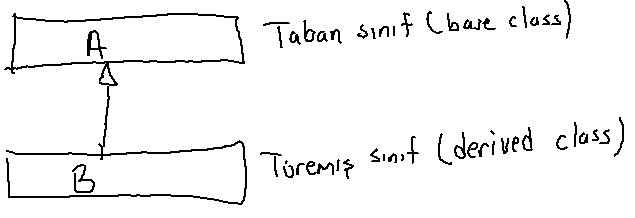 A Taban sınıf (base class)
B Türemiş sınıf (derived class)